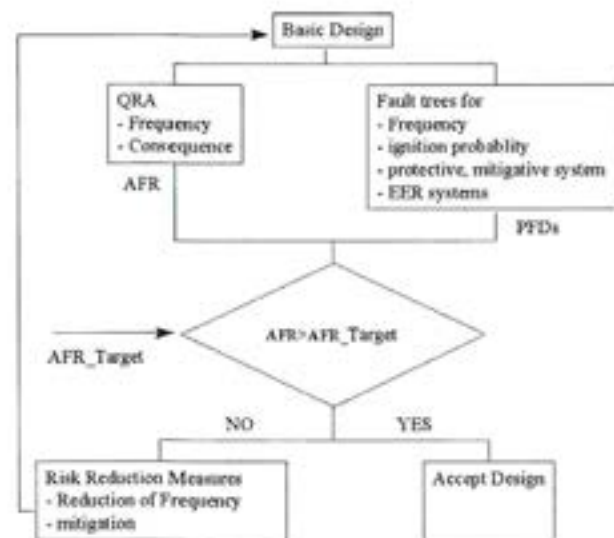 Basic Design
QRA
- Frequency
- Consequence
Fault trees for
- Frequency
- ignition probablity
- protective, mitigative system
- EER systems
AFR
PFDs
AFR>AFR_Target
AFR_Target
NO
YES
Risk Reduction Measures
- Reduction of Frequency
- mitigation
Accept Design